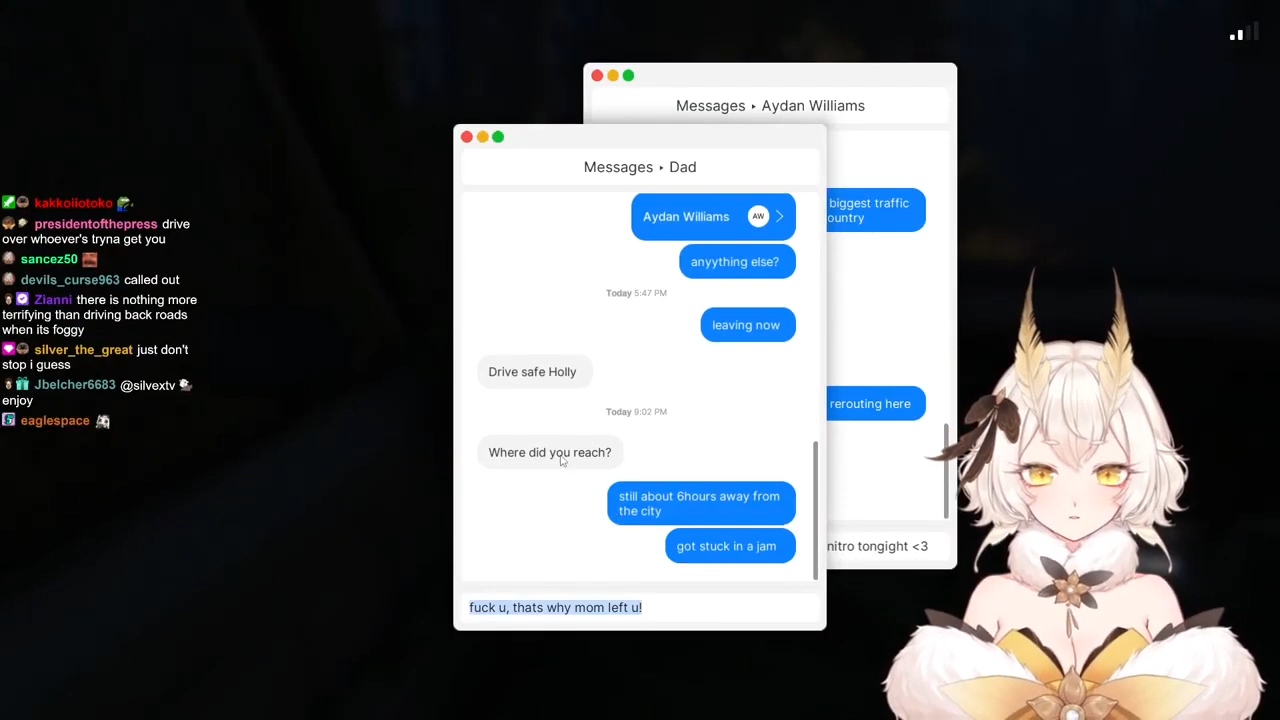 kakkoiiotoko
presidentofthepress drive
over whoever's tryna get you
sancez50
devils_curse963 called out
Zianni there is nothing more
terrifying than driving back roads
when its foggy
silver_the_great just don't
stop i guess
Jbelcher6683 @silvextv
enjoy
eaglespace
Messages ▸ Aydan Williams
biggest traffic
ountry
rerouting here
nitro tongight <3
Messages ▸ Dad
Aydan Williams AW
anyything else?
Today 5:47 PM
leaving now
Drive safe Holly
Today 9:02 PM
Where did you reach?
still about 6hours away from
the city
got stuck in a jam
fuck u, thats why mom left u!